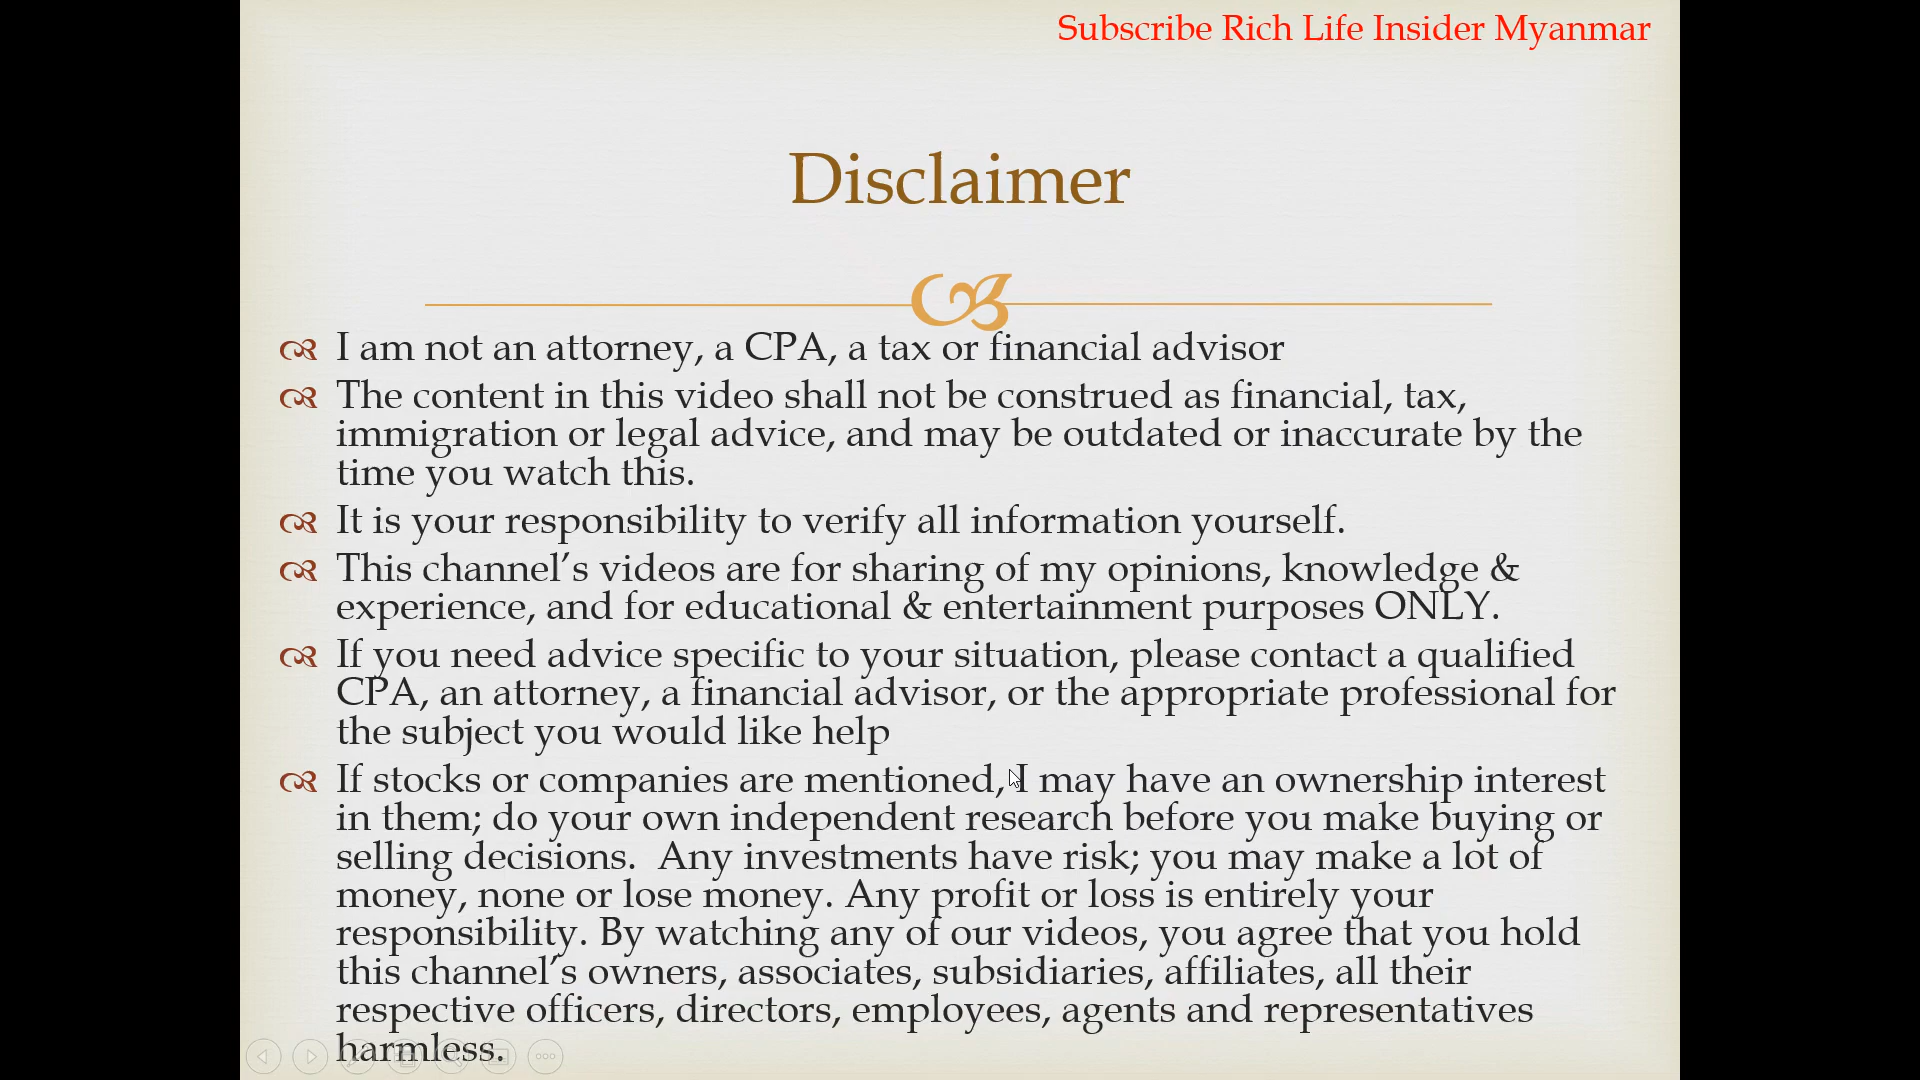 Subscribe Rich Life Insider Myanmar
Disclaimer
I am not an attorney, a CPA, a tax or financial advisor
The content in this video shall not be construed as financial, tax,
immigration or legal advice, and may be outdated or inaccurate by the
time you watch this.
It is your responsibility to verify all information yourself.
This channel’s videos are for sharing of my opinions, knowledge &
experience, and for educational & entertainment purposes ONLY.
If you need advice specific to your situation, please contact a qualified
CPA, an attorney, a financial advisor, or the appropriate professional for
the subject you would like help
If stocks or companies are mentioned, I may have an ownership interest
in them; do your own independent research before you make buying or
selling decisions.  Any investments have risk; you may make a lot of
money, none or lose money. Any profit or loss is entirely your
responsibility. By watching any of our videos, you agree that you hold
this channel’s owners, associates, subsidiaries, affiliates, all their
respective officers, directors, employees, agents and representatives
harmless.